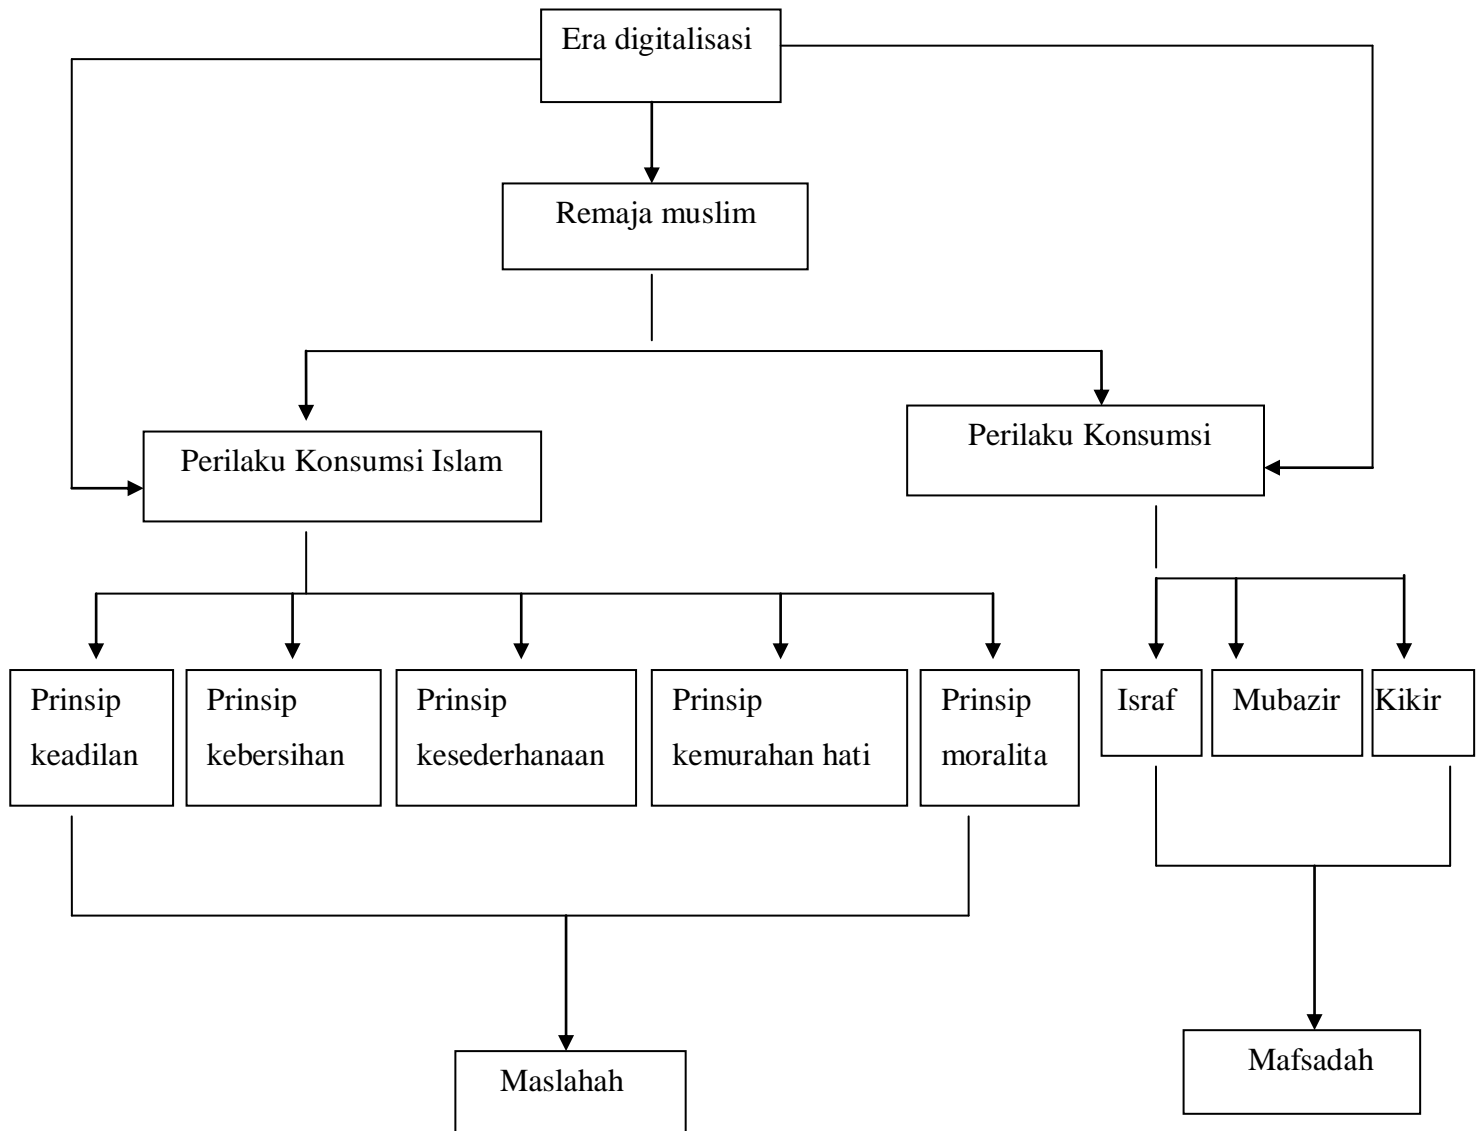 Era digitalisasi
Remaja muslim
Perilaku Konsumsi Islam
Perilaku Konsumsi
Prinsip
keadilan
Prinsip
kebersihan
Prinsip
kesederhanaan
Prinsip
kemurahan hati
Prinsip
moralita
Israf
Mubazir
Kikir
Maslahah
Mafsadah